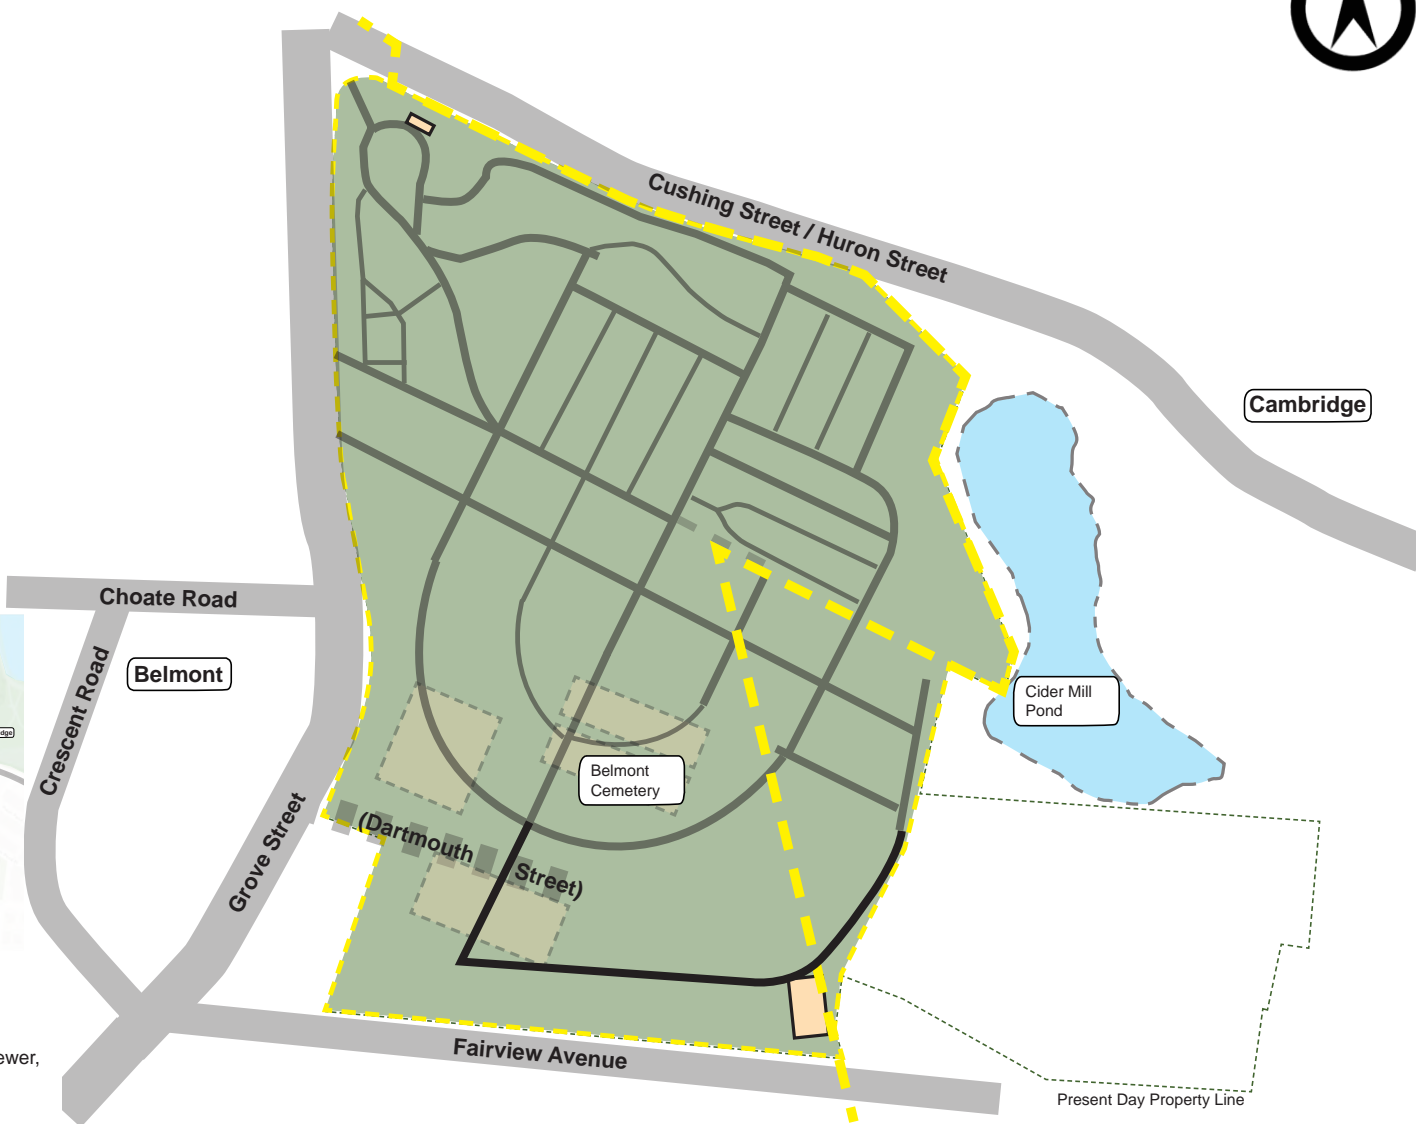 Cushing Street / Huron Street
Cambridge
Choate Road
Belmont
Crescent Road
Cider Mill
Pond
Belmont
Cemetery
(Dartmouth Street)
Grove Street
Fairview Avenue
ewer,
Present Day Property Line